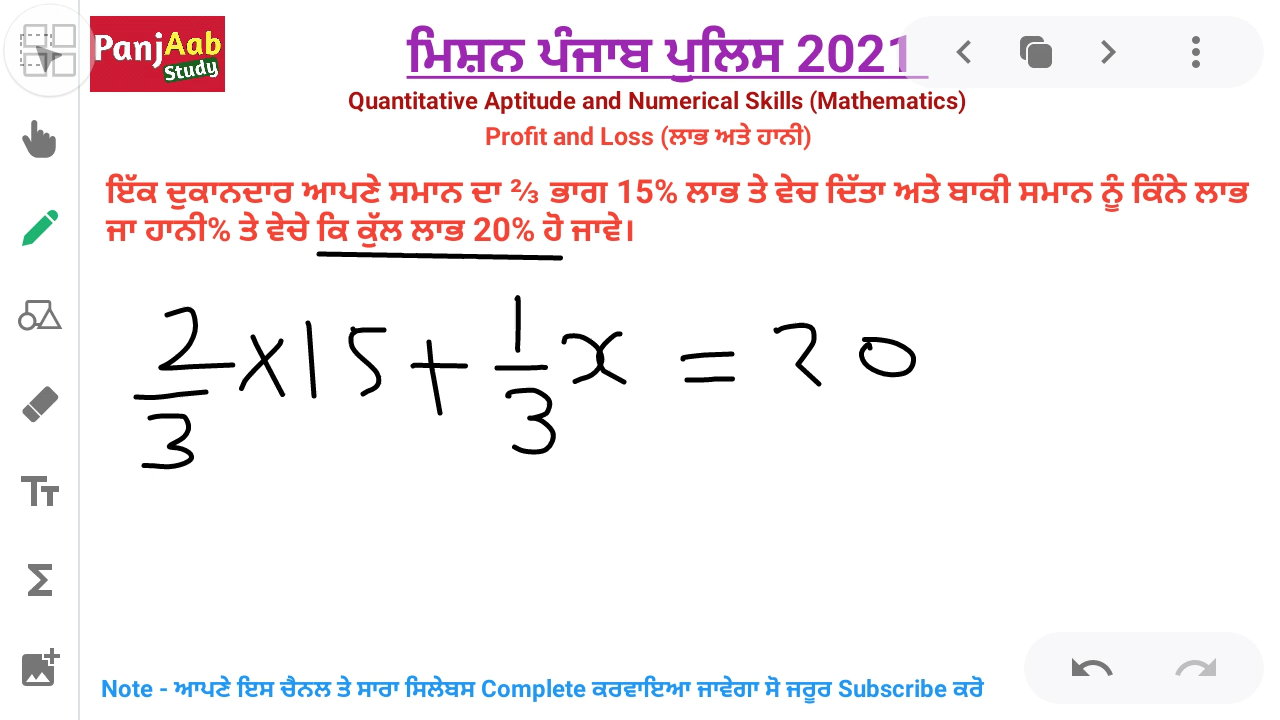 PanjAab
Study
ਮਿਸ਼ਨ ਪੰਜਾਬ ਪੁਲਿਸ 2021
Quantitative Aptitude and Numerical Skills (Mathematics)
Profit and Loss (ਲਾਭ ਅਤੇ ਹਾਨੀ)
ਇੱਕ ਦੁਕਾਨਦਾਰ ਆਪਣੇ ਸਮਾਨ ਦਾ ⅔ ਭਾਗ 15% ਲਾਭ ਤੇ ਵੇਚ ਦਿੱਤਾ ਅਤੇ ਬਾਕੀ ਸਮਾਨ ਨੂੰ ਕਿੰਨੇ ਲਾਭ
ਜਾ ਹਾਨੀ% ਤੇ ਵੇਚੇ ਕਿ ਕੁੱਲ ਲਾਭ 20% ਹੋ ਜਾਵੇ।
2/3 × 15 + 1/3 x = 20
Tт
Σ
Note - ਆਪਣੇ ਇਸ ਚੈਨਲ ਤੇ ਸਾਰਾ ਸਿਲੇਬਸ Complete ਕਰਵਾਇਆ ਜਾਵੇਗਾ ਸੋ ਜਰੂਰ Subscribe ਕਰੋ